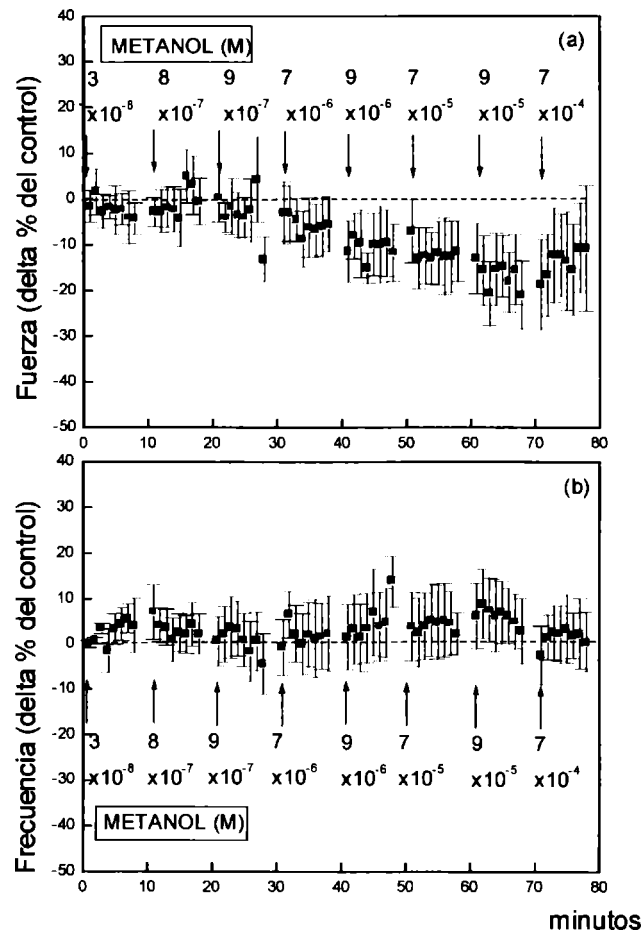 METANOL (M)
(a)
3 8 9 7 9 7 9 7
x10⁻⁸ x10⁻⁷ x10⁻⁷ x10⁻⁶ x10⁻⁶ x10⁻⁵ x10⁻⁵ x10⁻⁴
Fuerza (delta % del control)
40
30
20
10
0
-10
-20
-30
-40
-50
0 10 20 30 40 50 60 70 80
(b)
Frecuencia (delta % del control)
40
30
20
10
0
-10
-20
-30
-40
-50
3 8 9 7 9 7 9 7
x10⁻⁸ x10⁻⁷ x10⁻⁷ x10⁻⁶ x10⁻⁶ x10⁻⁵ x10⁻⁵ x10⁻⁴
METANOL (M)
0 10 20 30 40 50 60 70 80
minutos